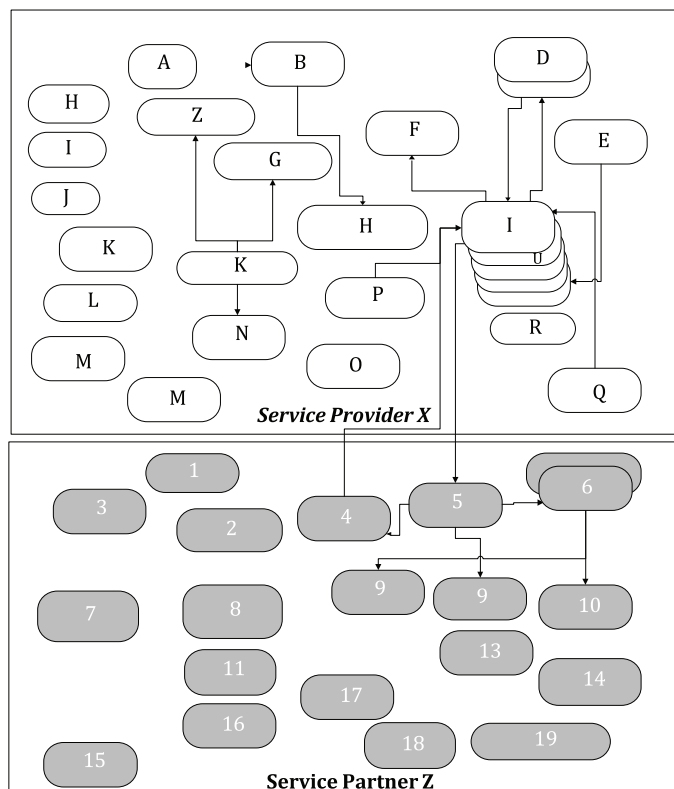 A
B
D
H
Z
F
E
I
G
J
H
I
K
U
K
L
P
N
R
M
O
M
Q
Service Provider X
1
3
2
4
5
6
7
8
9
9
10
11
13
14
17
16
15
18
19
Service Partner Z